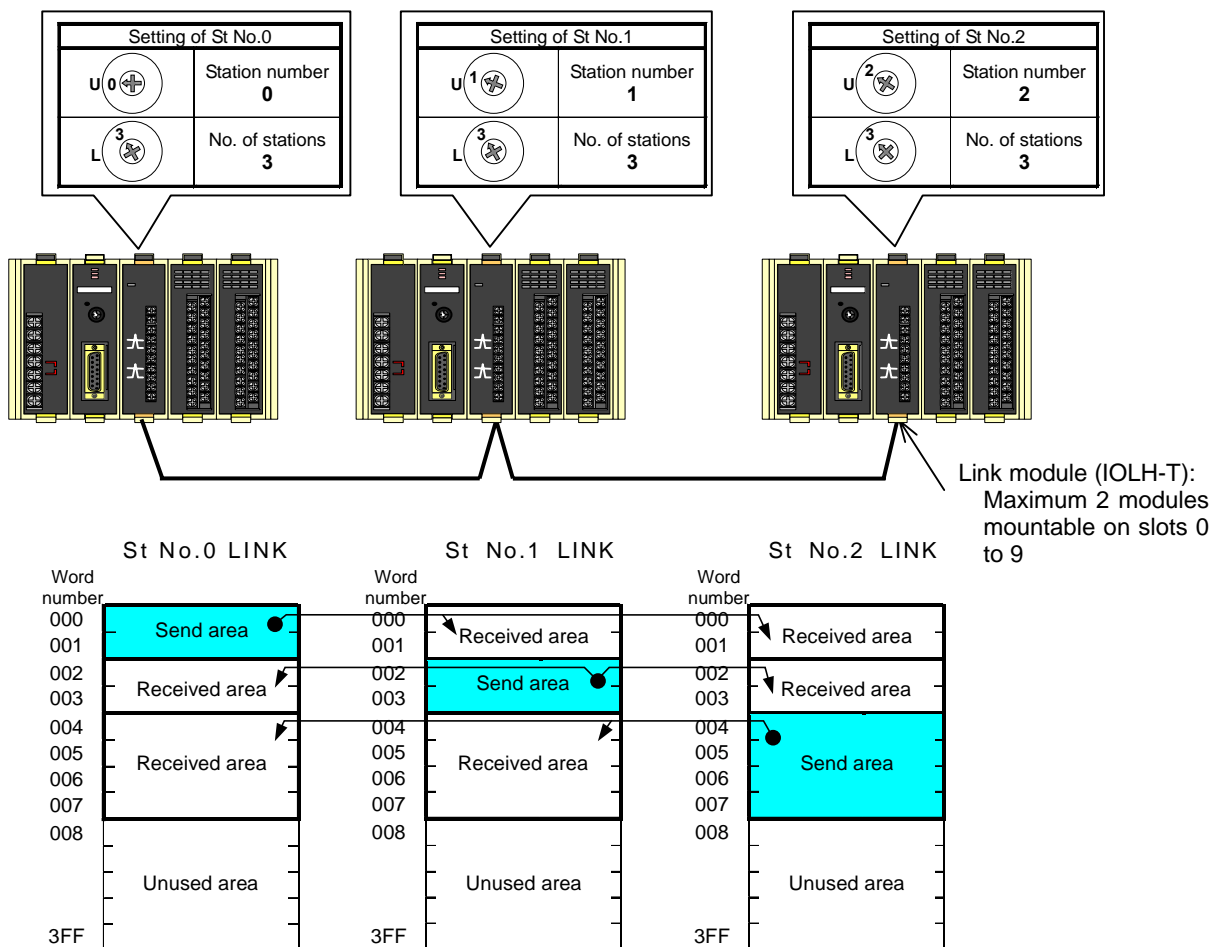 Setting of St No.0
U 0
Station number
0
L 3
No. of stations
3
Setting of St No.1
U 1
Station number
1
L 3
No. of stations
3
Setting of St No.2
U 2
Station number
2
L 3
No. of stations
3
Link module (IOLH-T):
Maximum 2 modules
mountable on slots 0
to 9
St No.0 LINK
Word
number
000
001
002
003
004
005
006
007
008
3FF
Send area
Received area
Received area
Unused area
St No.1 LINK
Word
number
000
001
002
003
004
005
006
007
008
3FF
Received area
Send area
Received area
Unused area
St No.2 LINK
Word
number
000
001
002
003
004
005
006
007
008
3FF
Received area
Received area
Send area
Unused area